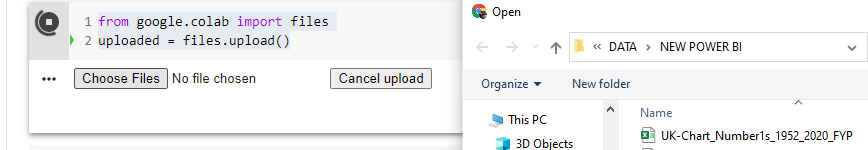 1 from google.colab import files
2 uploaded = files.upload()
Choose Files No file chosen Cancel upload
Open
« DATA > NEW POWER BI
Organize New folder
Name
This PC
3D Objects
UK-Chart_Number1s_1952_2020_FYP